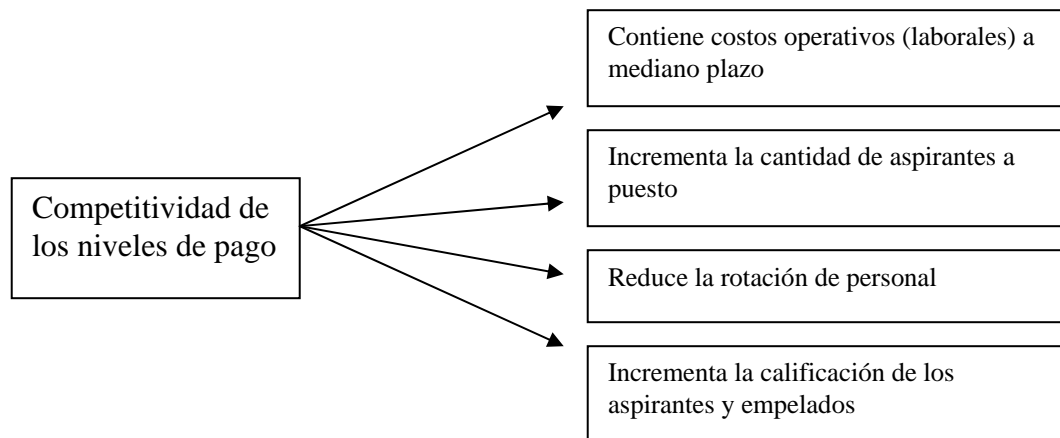 Contiene costos operativos (laborales) a
mediano plazo
Incrementa la cantidad de aspirantes a
puesto
Competitividad de
los niveles de pago
Reduce la rotación de personal
Incrementa la calificación de los
aspirantes y empelados